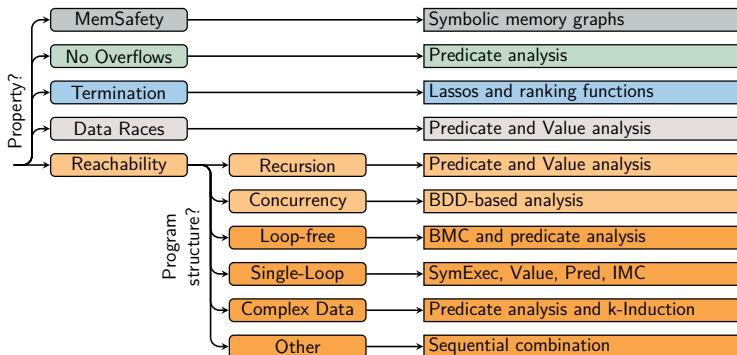 MemSafety
Symbolic memory graphs
No Overflows
Predicate analysis
Property?
Termination
Lassos and ranking functions
Data Races
Predicate and Value analysis
Reachability
Recursion
Predicate and Value analysis
Program
structure?
Concurrency
BDD-based analysis
Loop-free
BMC and predicate analysis
Single-Loop
SymExec, Value, Pred, IMC
Complex Data
Predicate analysis and k-Induction
Other
Sequential combination